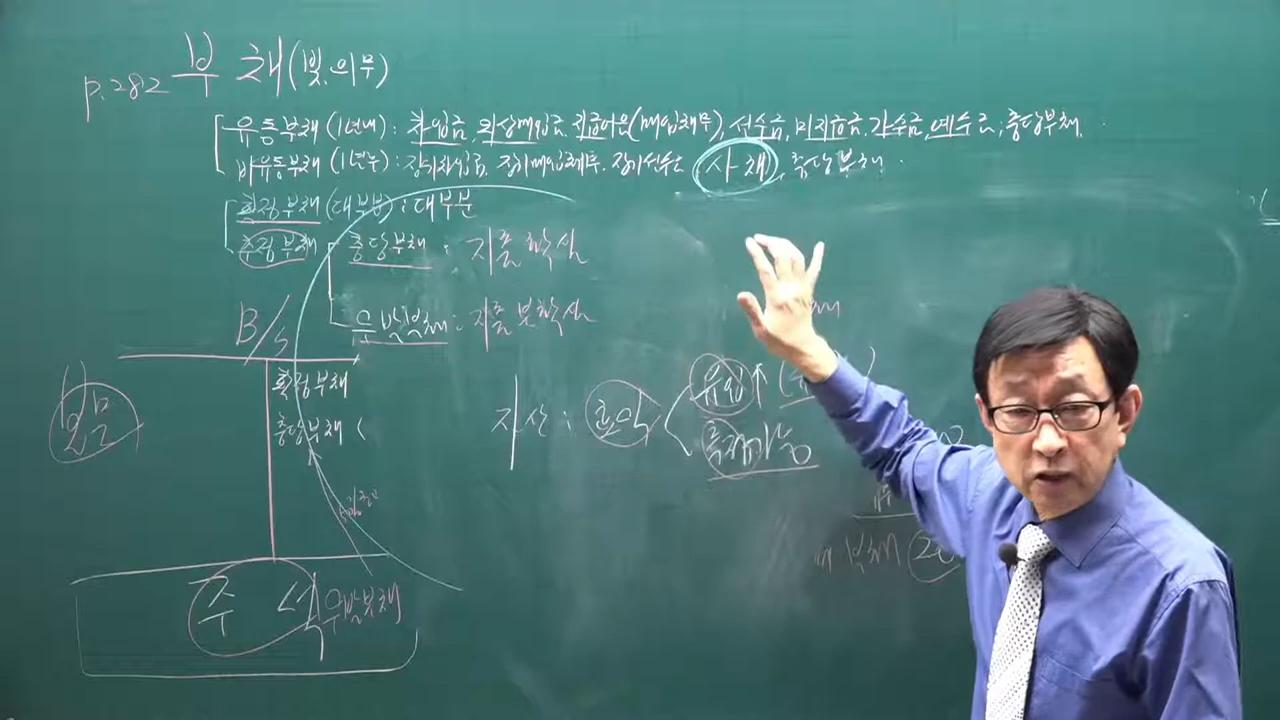 p.282 부 채(빚.의무)
유동부채(1년내): 차입금, 외상매입금, 지급어음(매입채무), 선수금, 미지급금, 가수금, 예수금, 충당부채.
비유동부채(1년후): 장기차입금, 장기매입채무, 장기선수금 사채, 충당부채.
확정부채(대부분): 대부분
추정부채 충당부채: 지출 확실
우발부채: 지출 불확실
B/S
확정부채
본문 충당부채 (
자산: 효익 유입↑
주석 우발부채